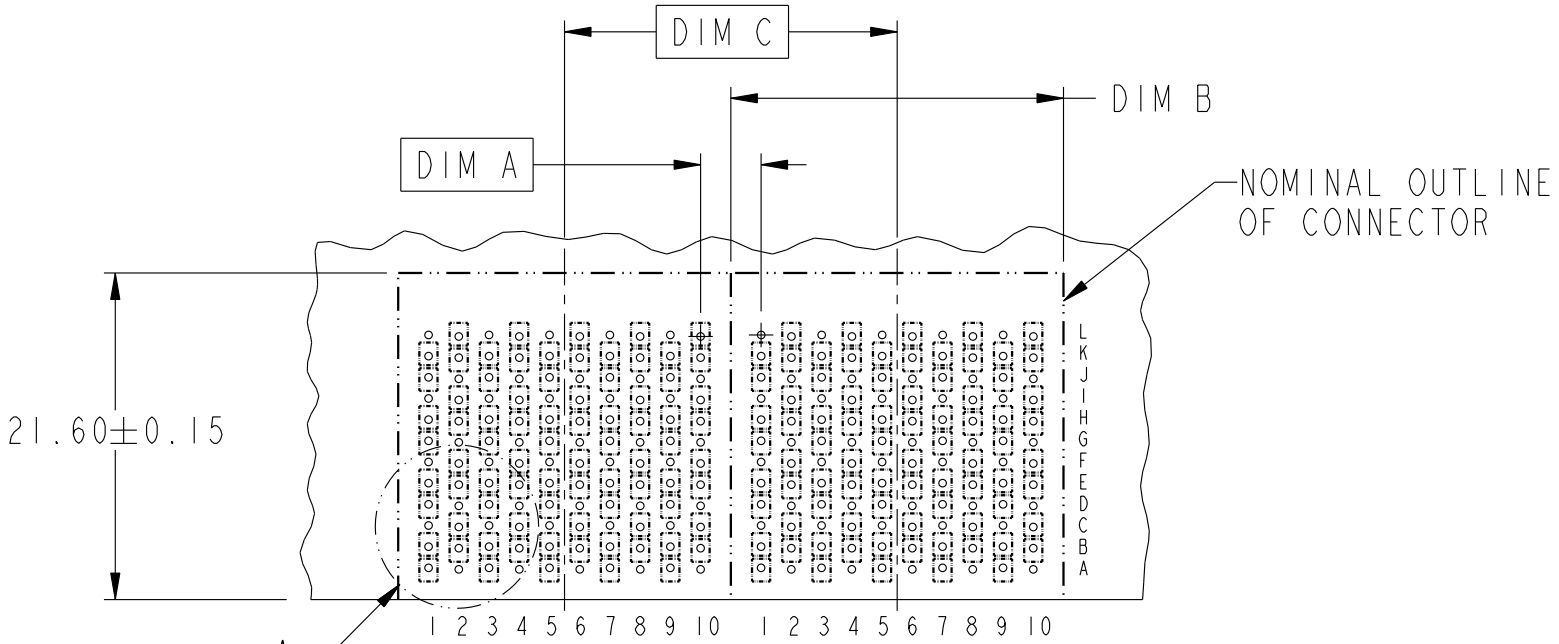 DIM C
DIM B
DIM A
NOMINAL OUTLINE
OF CONNECTOR
21.60±0.15
L
K
J
I
H
G
F
E
D
C
B
A
1 2 3 4 5 6 7 8 9 10 1 2 3 4 5 6 7 8 9 10